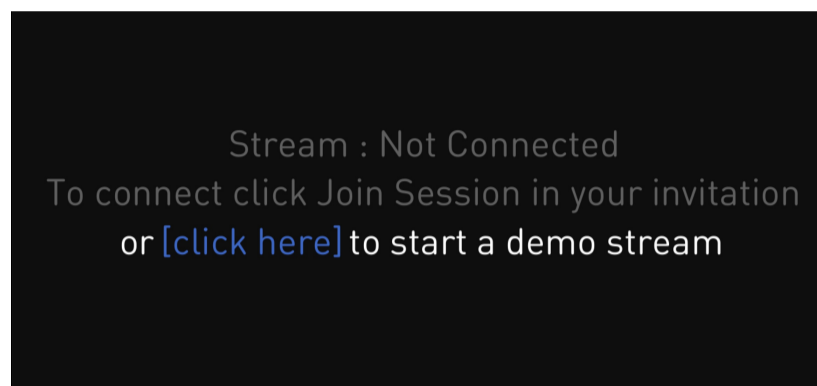 Stream : Not Connected
To connect click Join Session in your invitation
or [click here] to start a demo stream